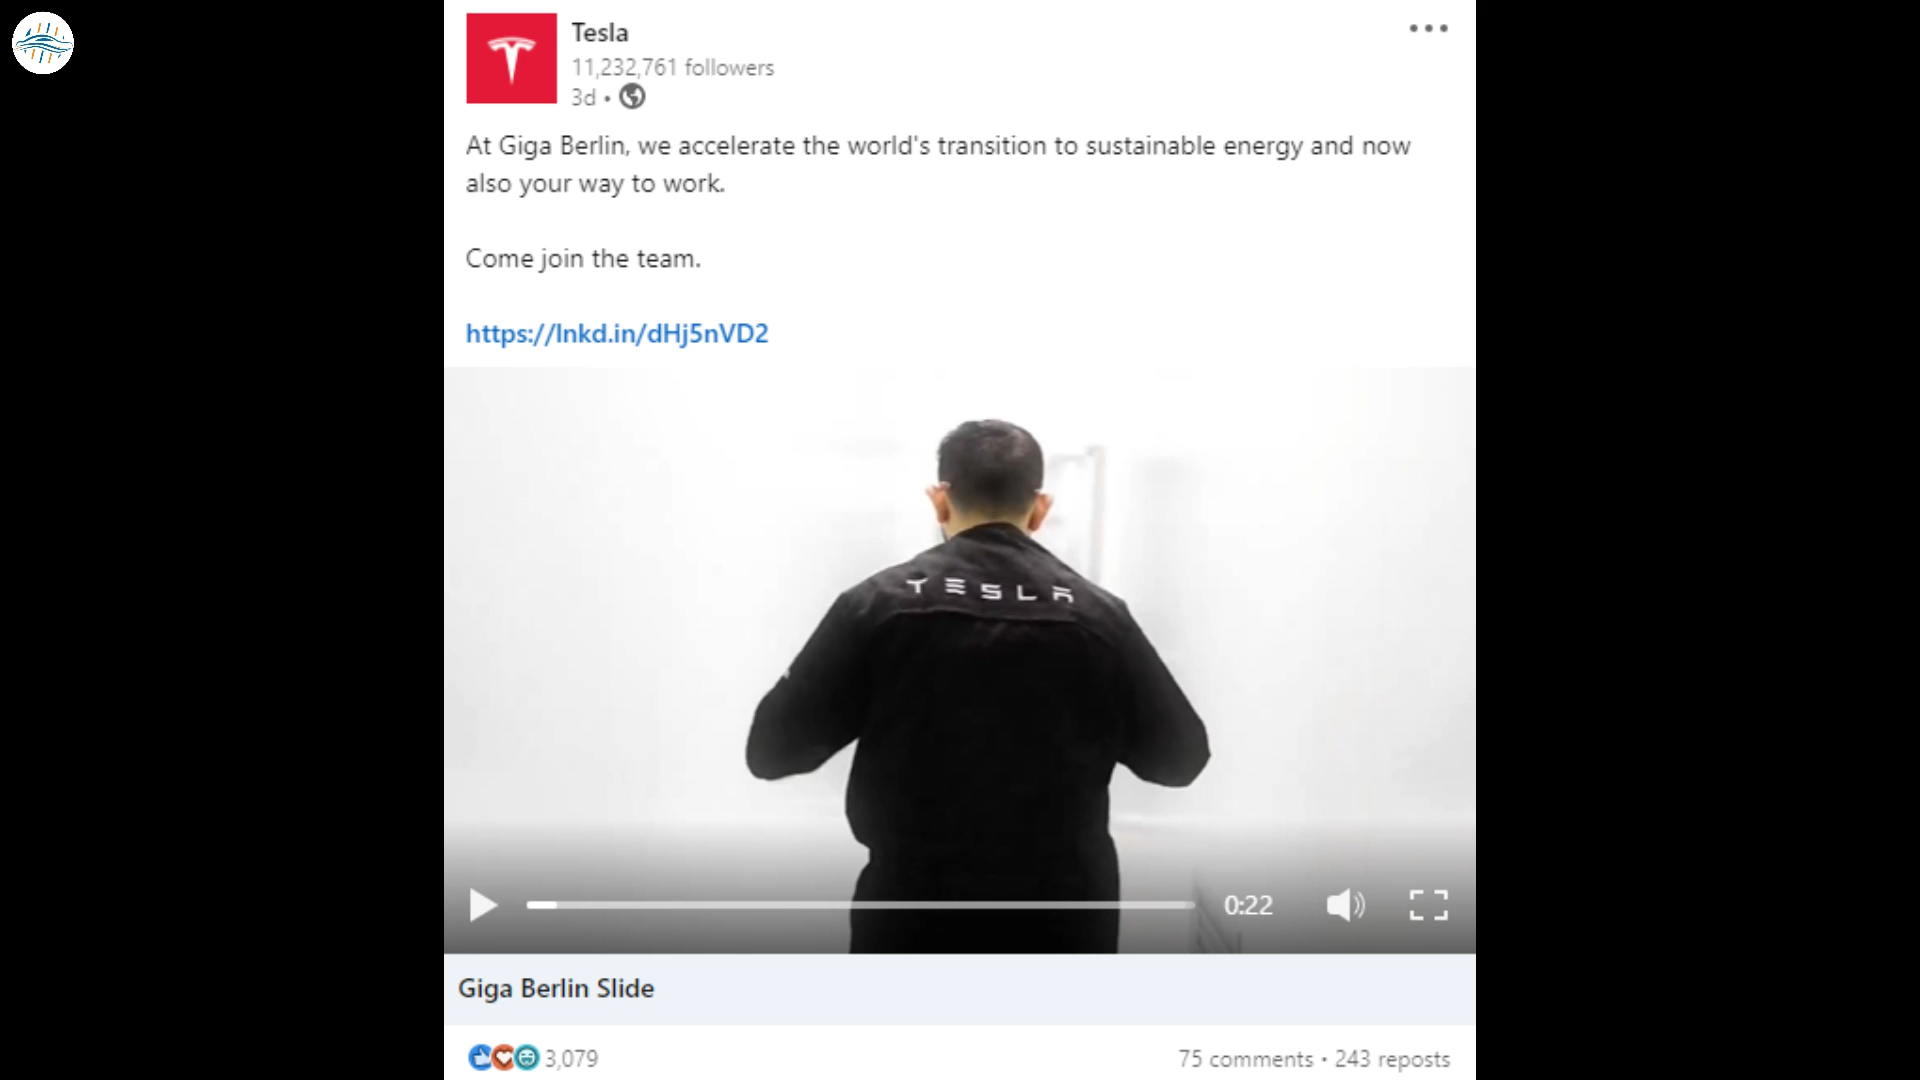 Tesla
11,232,761 followers
3d •
At Giga Berlin, we accelerate the world's transition to sustainable energy and now
also your way to work.
Come join the team.
https://lnkd.in/dHj5nVD2
TESLA
0:22
Giga Berlin Slide
3,079
75 comments • 243 reposts